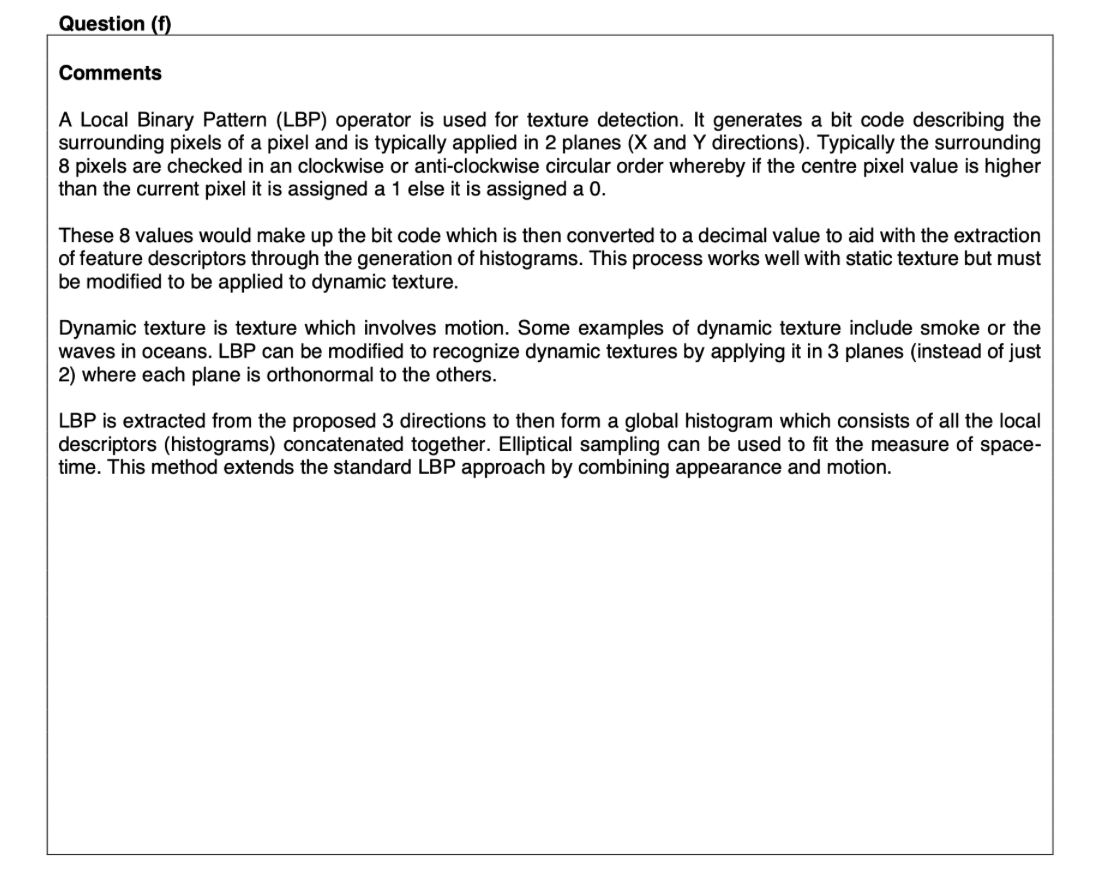 Question (f)
Comments
A Local Binary Pattern (LBP) operator is used for texture detection. It generates a bit code describing the
surrounding pixels of a pixel and is typically applied in 2 planes (X and Y directions). Typically the surrounding
8 pixels are checked in an clockwise or anti-clockwise circular order whereby if the centre pixel value is higher
than the current pixel it is assigned a 1 else it is assigned a 0.
These 8 values would make up the bit code which is then converted to a decimal value to aid with the extraction
of feature descriptors through the generation of histograms. This process works well with static texture but must
be modified to be applied to dynamic texture.
Dynamic texture is texture which involves motion. Some examples of dynamic texture include smoke or the
waves in oceans. LBP can be modified to recognize dynamic textures by applying it in 3 planes (instead of just
2) where each plane is orthonormal to the others.
LBP is extracted from the proposed 3 directions to then form a global histogram which consists of all the local
descriptors (histograms) concatenated together. Elliptical sampling can be used to fit the measure of space-
time. This method extends the standard LBP approach by combining appearance and motion.